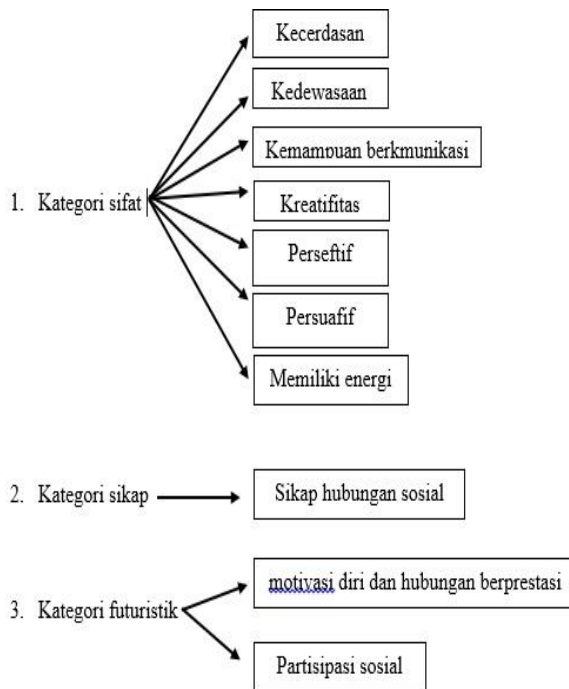 Kecerdasan
Kedewasaan
Kemampuan berkmunikasi
1. Kategori sifat
Kreatifitas
Perseftif
Persuafif
Memiliki energi
2. Kategori sikap
Sikap hubungan sosial
motivasi diri dan hubungan berprestasi
3. Kategori futuristik
Partisipasi sosial